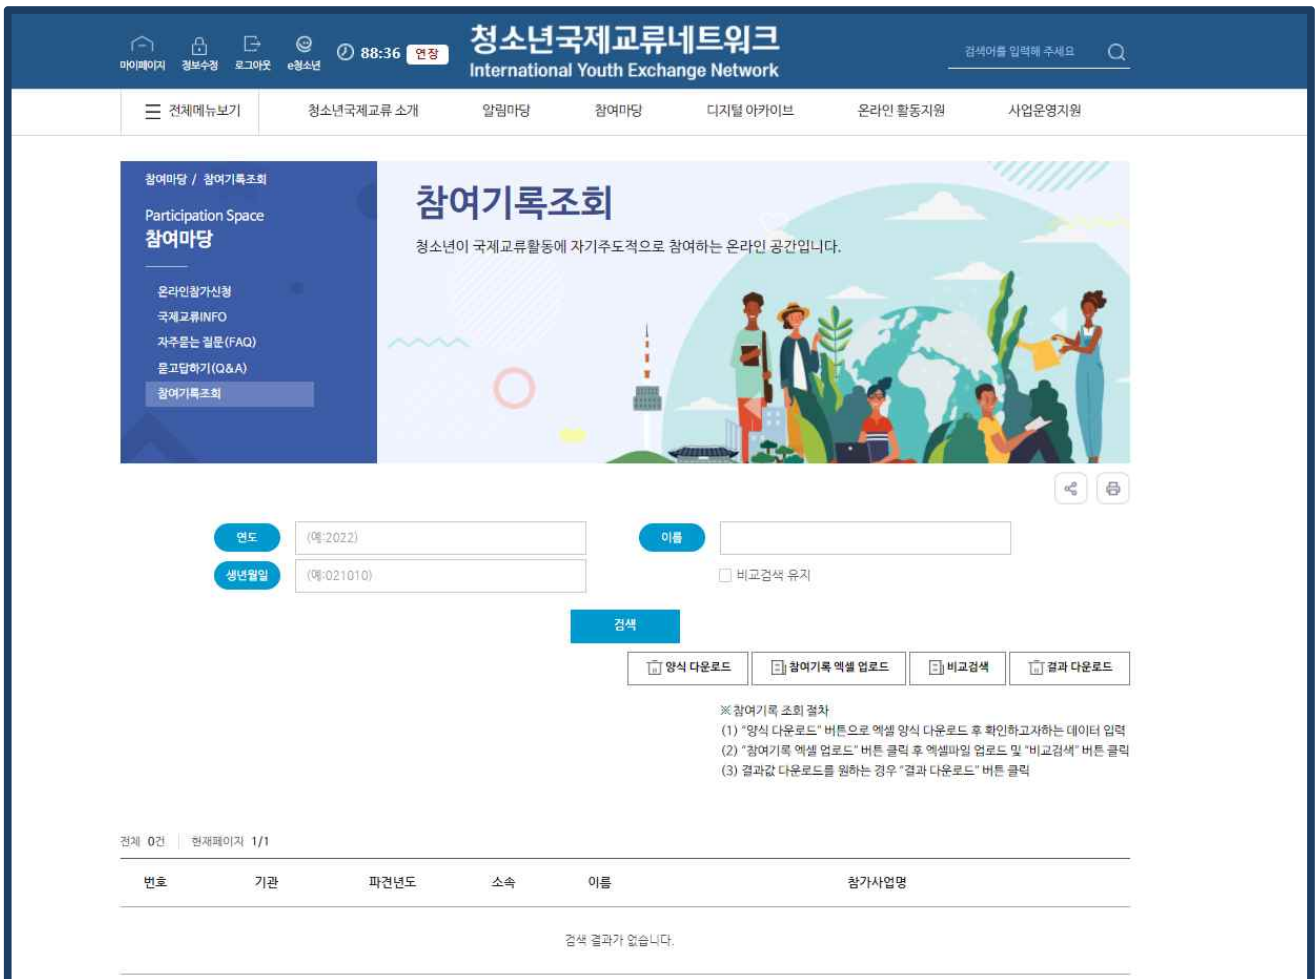 마이페이지 정보수정 로그아웃 e청소년 88:36 연장
청소년국제교류네트워크
International Youth Exchange Network
검색어를 입력해 주세요
전체메뉴보기 청소년국제교류 소개 알림마당 참여마당 디지털 아카이브 온라인 활동지원 사업운영지원
참여마당 / 참여기록조회
Participation Space
참여마당
온라인참가신청
국제교류INFO
자주묻는 질문(FAQ)
묻고답하기(Q&A)
참여기록조회
참여기록조회
청소년이 국제교류활동에 자기주도적으로 참여하는 온라인 공간입니다.
연도 (예:2022) 이름
생년월일 (예:021010) 비교검색 유지
검색
양식 다운로드 참여기록 엑셀 업로드 비교검색 결과 다운로드
※ 참여기록 조회 절차
(1) "양식 다운로드" 버튼으로 엑셀 양식 다운로드 후 확인하고자하는 데이터 입력
(2) "참여기록 엑셀 업로드" 버튼 클릭 후 엑셀파일 업로드 및 "비교검색" 버튼 클릭
(3) 결과값 다운로드를 원하는 경우 "결과 다운로드" 버튼 클릭
전체 0건 현재페이지 1/1
번호 기관 파견년도 소속 이름 참가사업명
검색 결과가 없습니다.